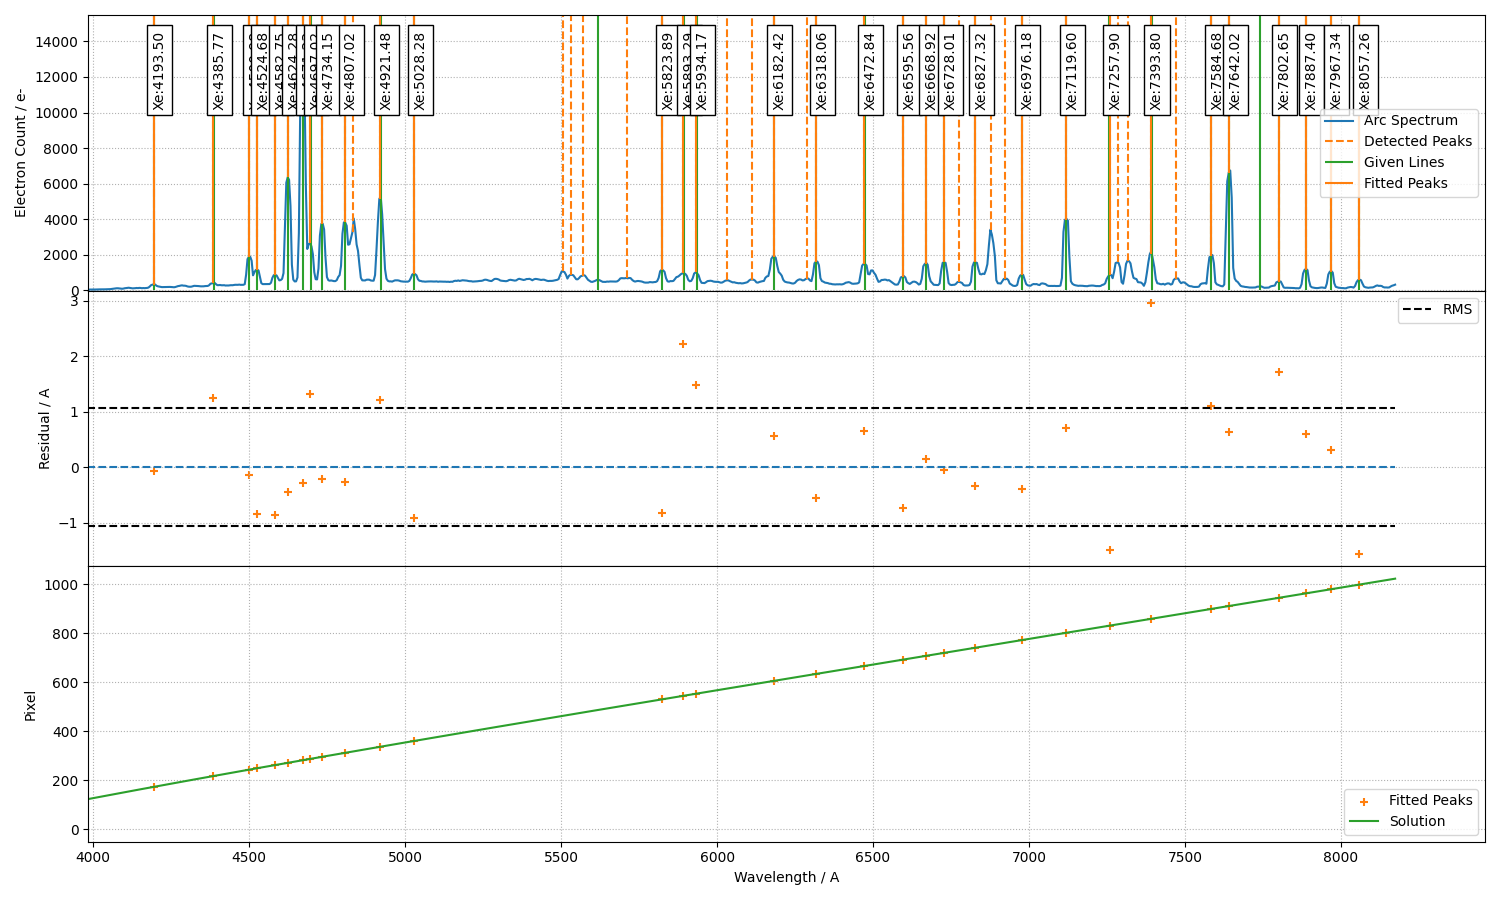 Electron Count / e-
14000
12000
10000
8000
6000
4000
2000
0
Xe:4193.50
Xe:4385.77
Xe:4524.68
Xe:4582.75
Xe:4624.28
Xe:4697.02
Xe:4734.15
Xe:4807.02
Xe:4921.48
Xe:5028.28
Xe:5823.89
Xe:5893.29
Xe:5934.17
Xe:6182.42
Xe:6318.06
Xe:6472.84
Xe:6595.56
Xe:6668.92
Xe:6728.01
Xe:6827.32
Xe:6976.18
Xe:7119.60
Xe:7257.90
Xe:7393.80
Xe:7584.68
Xe:7642.02
Xe:7802.65
Xe:7887.40
Xe:7967.34
Xe:8057.26
Arc Spectrum
Detected Peaks
Given Lines
Fitted Peaks
Residual / A
3
2
1
0
−1
RMS
Pixel
1000
800
600
400
200
0
Fitted Peaks
Solution
4000 4500 5000 5500 6000 6500 7000 7500 8000
Wavelength / A